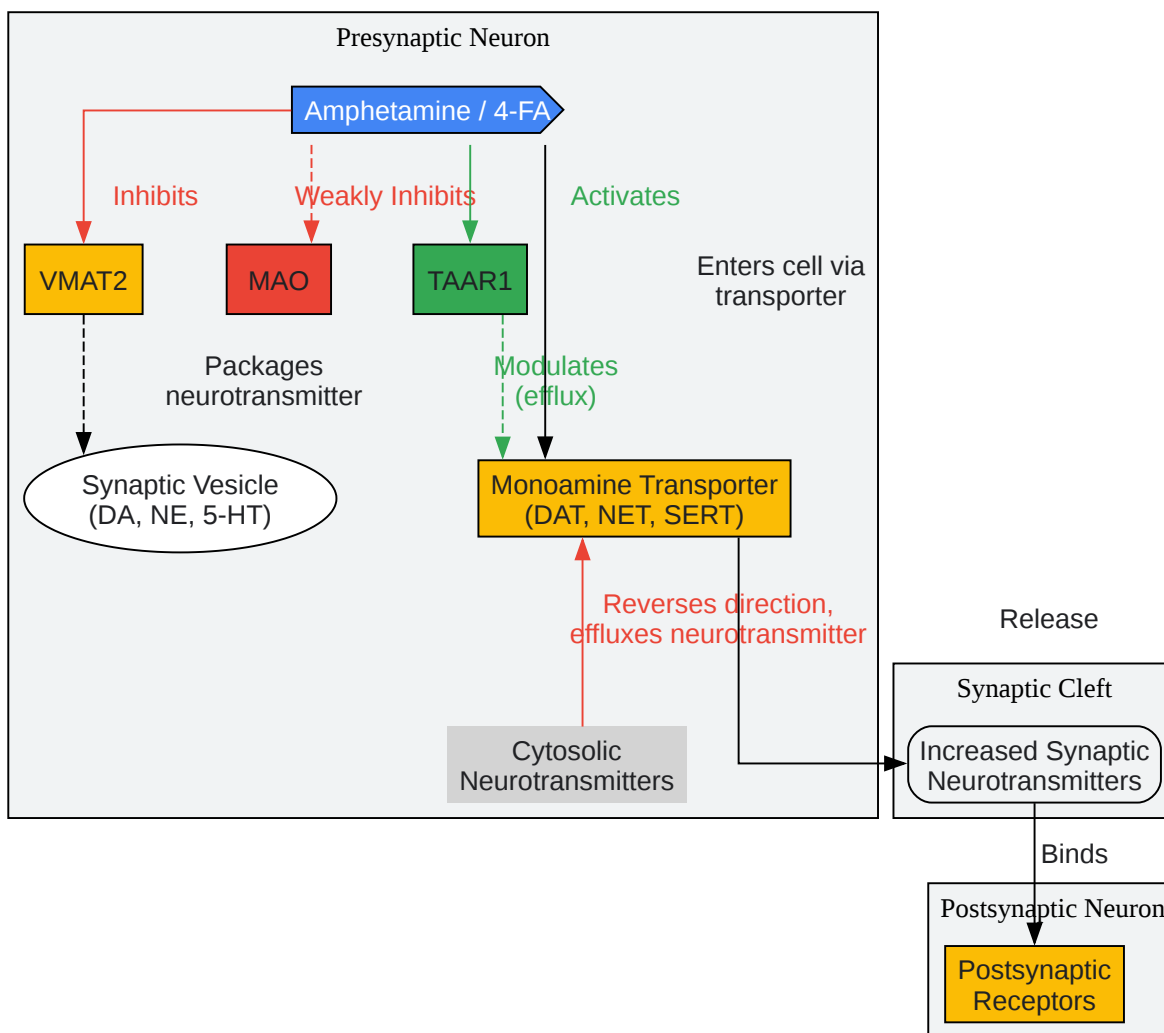 Presynaptic Neuron
Amphetamine / 4-FA
Inhibits
Weakly Inhibits
Activates
VMAT2
MAO
TAAR1
Enters cell via
transporter
Packages
neurotransmitter
Modulates
(efflux)
Synaptic Vesicle
(DA, NE, 5-HT)
Monoamine Transporter
(DAT, NET, SERT)
Reverses direction,
effluxes neurotransmitter
Release
Synaptic Cleft
Cytosolic
Neurotransmitters
Increased Synaptic
Neurotransmitters
Binds
Postsynaptic Neuron
Postsynaptic
Receptors